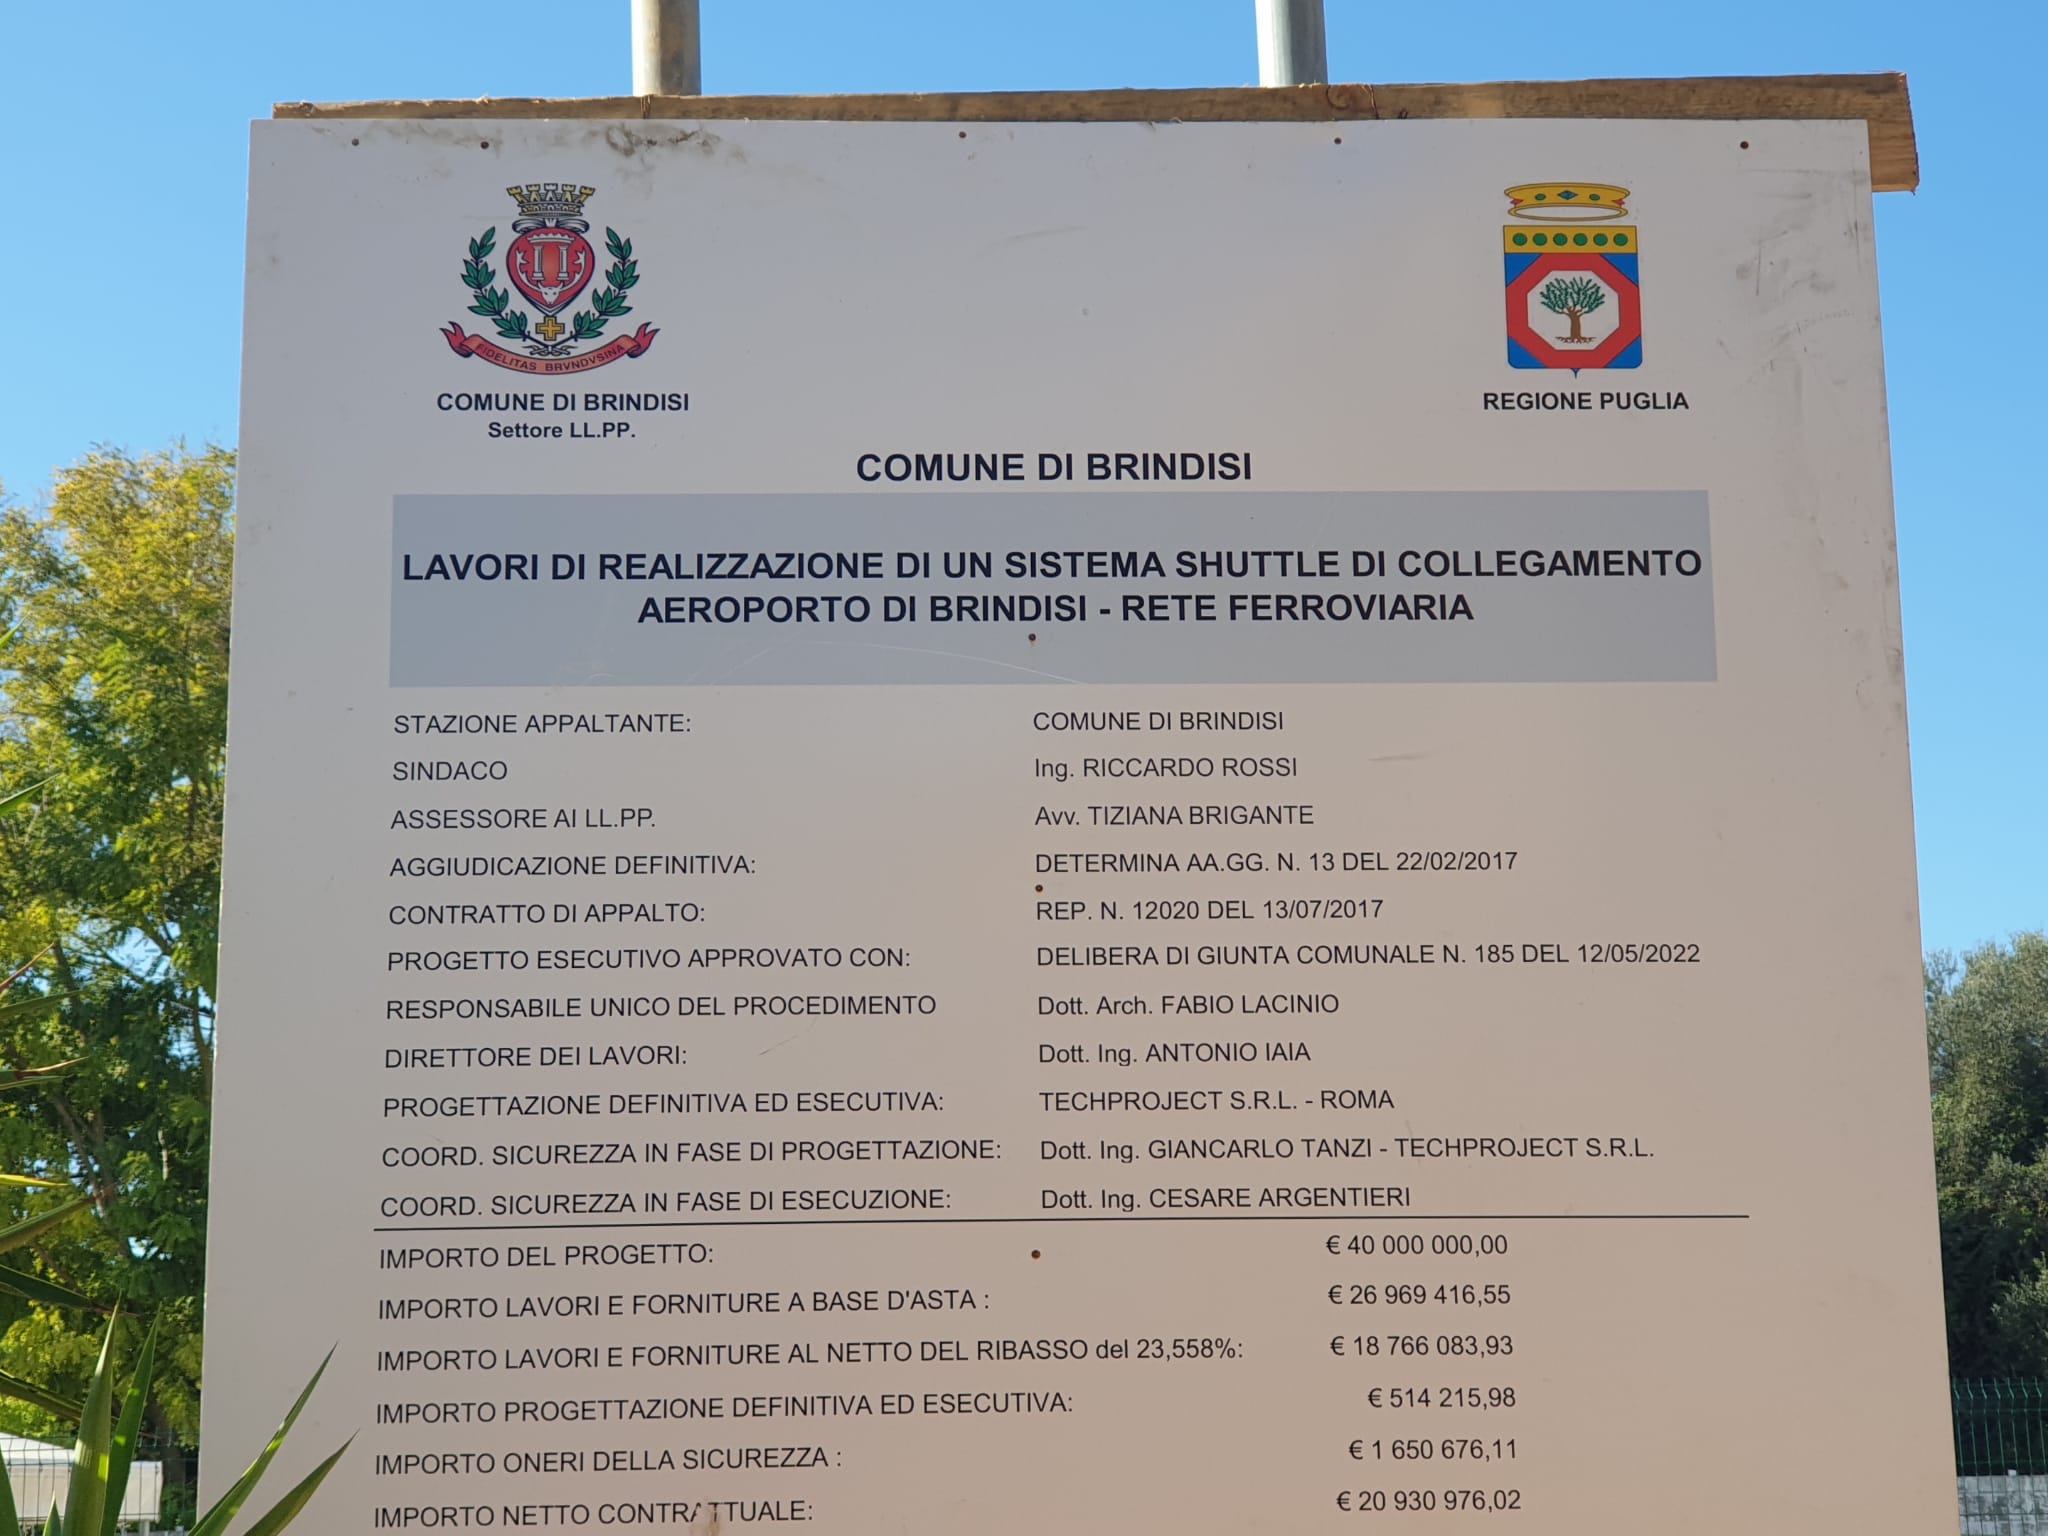 FIDELITAS BRVNDVSINA
COMUNE DI BRINDISI
Settore LL.PP.
REGIONE PUGLIA
COMUNE DI BRINDISI
LAVORI DI REALIZZAZIONE DI UN SISTEMA SHUTTLE DI COLLEGAMENTO
AEROPORTO DI BRINDISI - RETE FERROVIARIA
STAZIONE APPALTANTE: COMUNE DI BRINDISI
SINDACO Ing. RICCARDO ROSSI
ASSESSORE AI LL.PP. Avv. TIZIANA BRIGANTE
AGGIUDICAZIONE DEFINITIVA: DETERMINA AA.GG. N. 13 DEL 22/02/2017
CONTRATTO DI APPALTO: REP. N. 12020 DEL 13/07/2017
PROGETTO ESECUTIVO APPROVATO CON: DELIBERA DI GIUNTA COMUNALE N. 185 DEL 12/05/2022
RESPONSABILE UNICO DEL PROCEDIMENTO Dott. Arch. FABIO LACINIO
DIRETTORE DEI LAVORI: Dott. Ing. ANTONIO IAIA
PROGETTAZIONE DEFINITIVA ED ESECUTIVA: TECHPROJECT S.R.L. - ROMA
COORD. SICUREZZA IN FASE DI PROGETTAZIONE: Dott. Ing. GIANCARLO TANZI - TECHPROJECT S.R.L.
COORD. SICUREZZA IN FASE DI ESECUZIONE: Dott. Ing. CESARE ARGENTIERI
IMPORTO DEL PROGETTO: € 40 000 000,00
IMPORTO LAVORI E FORNITURE A BASE D'ASTA : € 26 969 416,55
IMPORTO LAVORI E FORNITURE AL NETTO DEL RIBASSO del 23,558%: € 18 766 083,93
IMPORTO PROGETTAZIONE DEFINITIVA ED ESECUTIVA: € 514 215,98
IMPORTO ONERI DELLA SICUREZZA : € 1 650 676,11
IMPORTO NETTO CONTRATTUALE: € 20 930 976,02